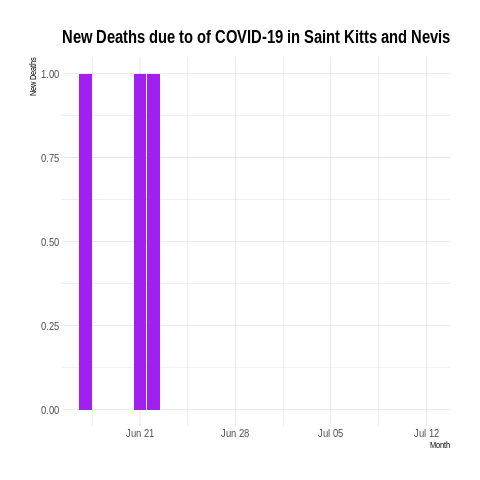 New Deaths due to of COVID-19 in Saint Kitts and Nevis
New Deaths
1.00
0.75
0.50
0.25
0.00
Jun 21 Jun 28 Jul 05 Jul 12
Month